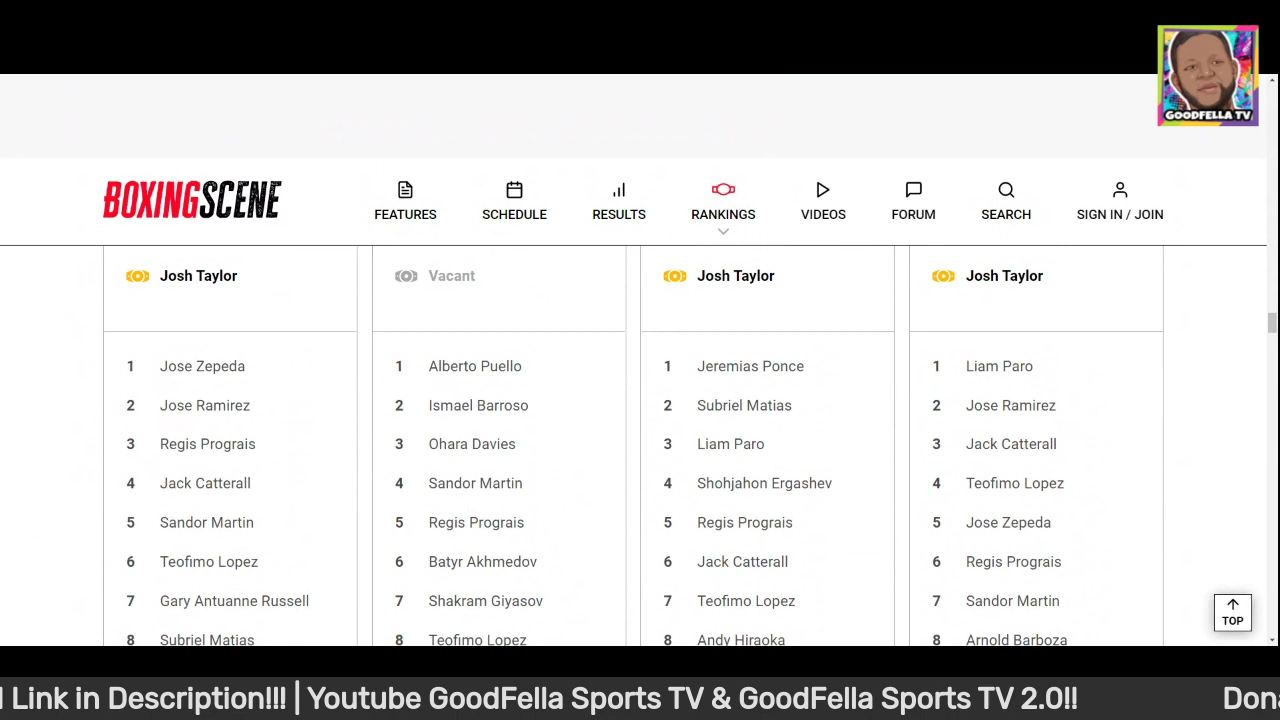 GOODFELLA TV
BOXINGSCENE
FEATURES
SCHEDULE
RESULTS
RANKINGS
VIDEOS
FORUM
SEARCH
SIGN IN / JOIN
Josh Taylor
1 Jose Zepeda
2 Jose Ramirez
3 Regis Prograis
4 Jack Catterall
5 Sandor Martin
6 Teofimo Lopez
7 Gary Antuanne Russell
8 Subriel Matias
Vacant
1 Alberto Puello
2 Ismael Barroso
3 Ohara Davies
4 Sandor Martin
5 Regis Prograis
6 Batyr Akhmedov
7 Shakram Giyasov
8 Teofimo Lopez
Josh Taylor
1 Jeremias Ponce
2 Subriel Matias
3 Liam Paro
4 Shohjahon Ergashev
5 Regis Prograis
6 Jack Catterall
7 Teofimo Lopez
8 Andy Hiraoka
Josh Taylor
1 Liam Paro
2 Jose Ramirez
3 Jack Catterall
4 Teofimo Lopez
5 Jose Zepeda
6 Regis Prograis
7 Sandor Martin
8 Arnold Barboza
TOP
Link in Description!!! | Youtube GoodFella Sports TV & GoodFella Sports TV 2.0!!